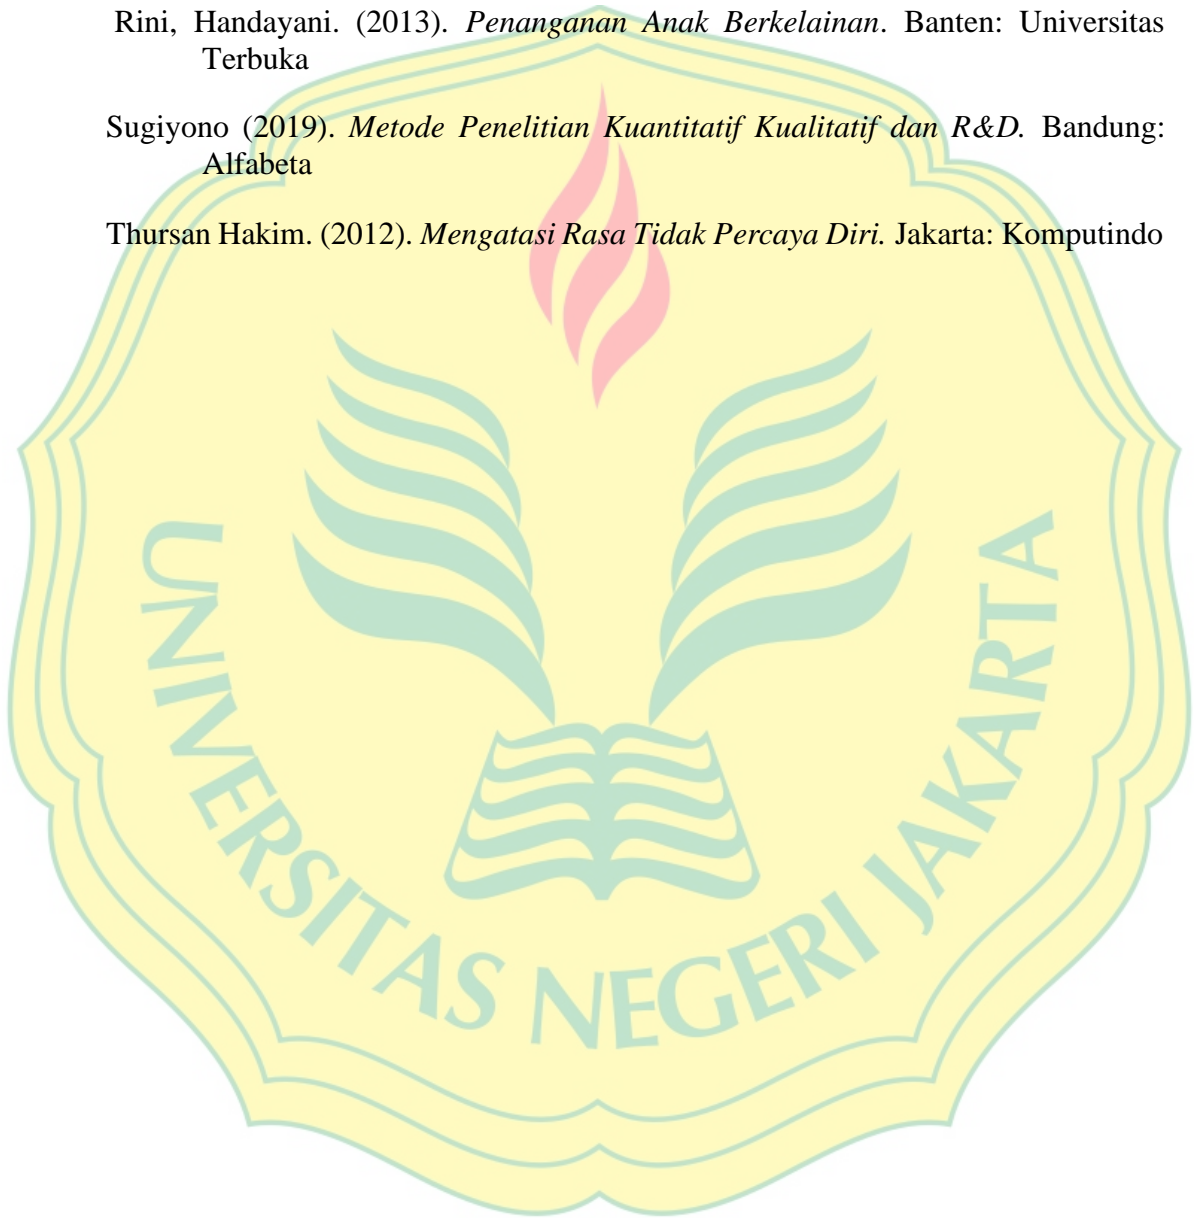 Rini, Handayani. (2013). Penanganan Anak Berkelainan. Banten: Universitas
Terbuka
Sugiyono (2019). Metode Penelitian Kuantitatif Kualitatif dan R&D. Bandung:
Alfabeta
Thursan Hakim. (2012). Mengatasi Rasa Tidak Percaya Diri. Jakarta: Komputindo
UNIVERSITAS NEGERI JAKARTA